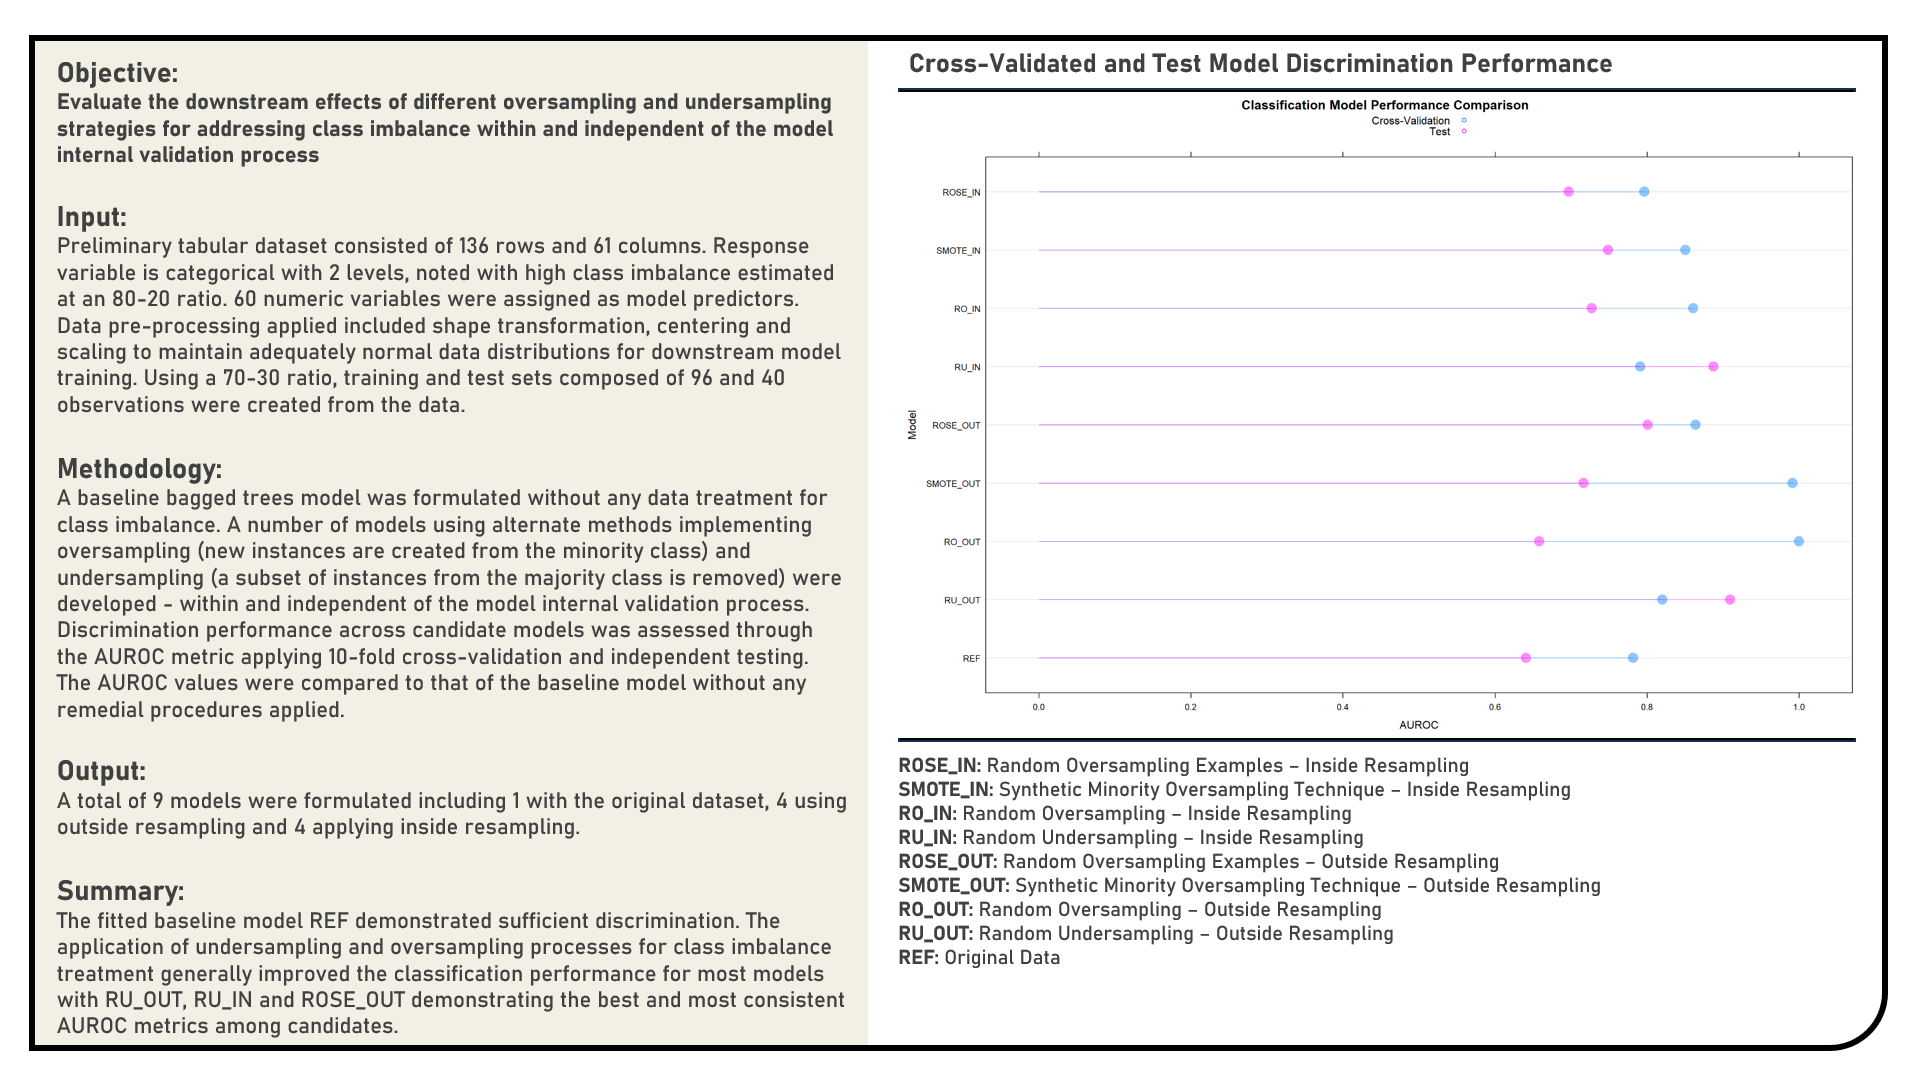 Objective:
Evaluate the downstream effects of different oversampling and undersampling
strategies for addressing class imbalance within and independent of the model
internal validation process
Input:
Preliminary tabular dataset consisted of 136 rows and 61 columns. Response
variable is categorical with 2 levels, noted with high class imbalance estimated
at an 80-20 ratio. 60 numeric variables were assigned as model predictors.
Data pre-processing applied included shape transformation, centering and
scaling to maintain adequately normal data distributions for downstream model
training. Using a 70-30 ratio, training and test sets composed of 96 and 40
observations were created from the data.
Methodology:
A baseline bagged trees model was formulated without any data treatment for
class imbalance. A number of models using alternate methods implementing
oversampling (new instances are created from the minority class) and
undersampling (a subset of instances from the majority class is removed) were
developed - within and independent of the model internal validation process.
Discrimination performance across candidate models was assessed through
the AUROC metric applying 10-fold cross-validation and independent testing.
The AUROC values were compared to that of the baseline model without any
remedial procedures applied.
Output:
A total of 9 models were formulated including 1 with the original dataset, 4 using
outside resampling and 4 applying inside resampling.
Summary:
The fitted baseline model REF demonstrated sufficient discrimination. The
application of undersampling and oversampling processes for class imbalance
treatment generally improved the classification performance for most models
with RU_OUT, RU_IN and ROSE_OUT demonstrating the best and most consistent
AUROC metrics among candidates.
Cross-Validated and Test Model Discrimination Performance
Classification Model Performance Comparison
Cross-Validation
Test
ROSE_IN
SMOTE_IN
RO_IN
RU_IN
ROSE_OUT
SMOTE_OUT
RO_OUT
RU_OUT
REF
Model
0.0 0.2 0.4 0.6 0.8 1.0
AUROC
ROSE_IN: Random Oversampling Examples – Inside Resampling
SMOTE_IN: Synthetic Minority Oversampling Technique – Inside Resampling
RO_IN: Random Oversampling – Inside Resampling
RU_IN: Random Undersampling – Inside Resampling
ROSE_OUT: Random Oversampling Examples – Outside Resampling
SMOTE_OUT: Synthetic Minority Oversampling Technique – Outside Resampling
RO_OUT: Random Oversampling – Outside Resampling
RU_OUT: Random Undersampling – Outside Resampling
REF: Original Data